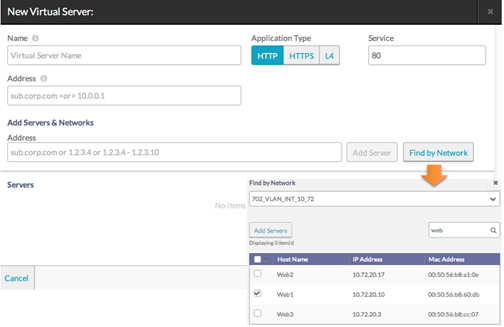 New Virtual Server:
Name
Application Type
Service
Virtual Server Name
HTTP
HTTPS
L4
80
Address
sub.corp.com <or> 10.0.0.1
Add Servers & Networks
Address
sub.corp.com or 1.2.3.4 or 1.2.3.4 - 1.2.3.10
Add Server
Find by Network
Servers
No items
Find by Network
702_VLAN_INT_10_72
Add Servers
web
Displaying 3 item(s)
Host Name IP Address Mac Address
Web2 10.72.20.17 00:50:56:b8:a1:0e
Web1 10.72.20.10 00:50:56:b8:60:db
Web3 10.72.20.3 00:50:56:b8:cc:07
Cancel